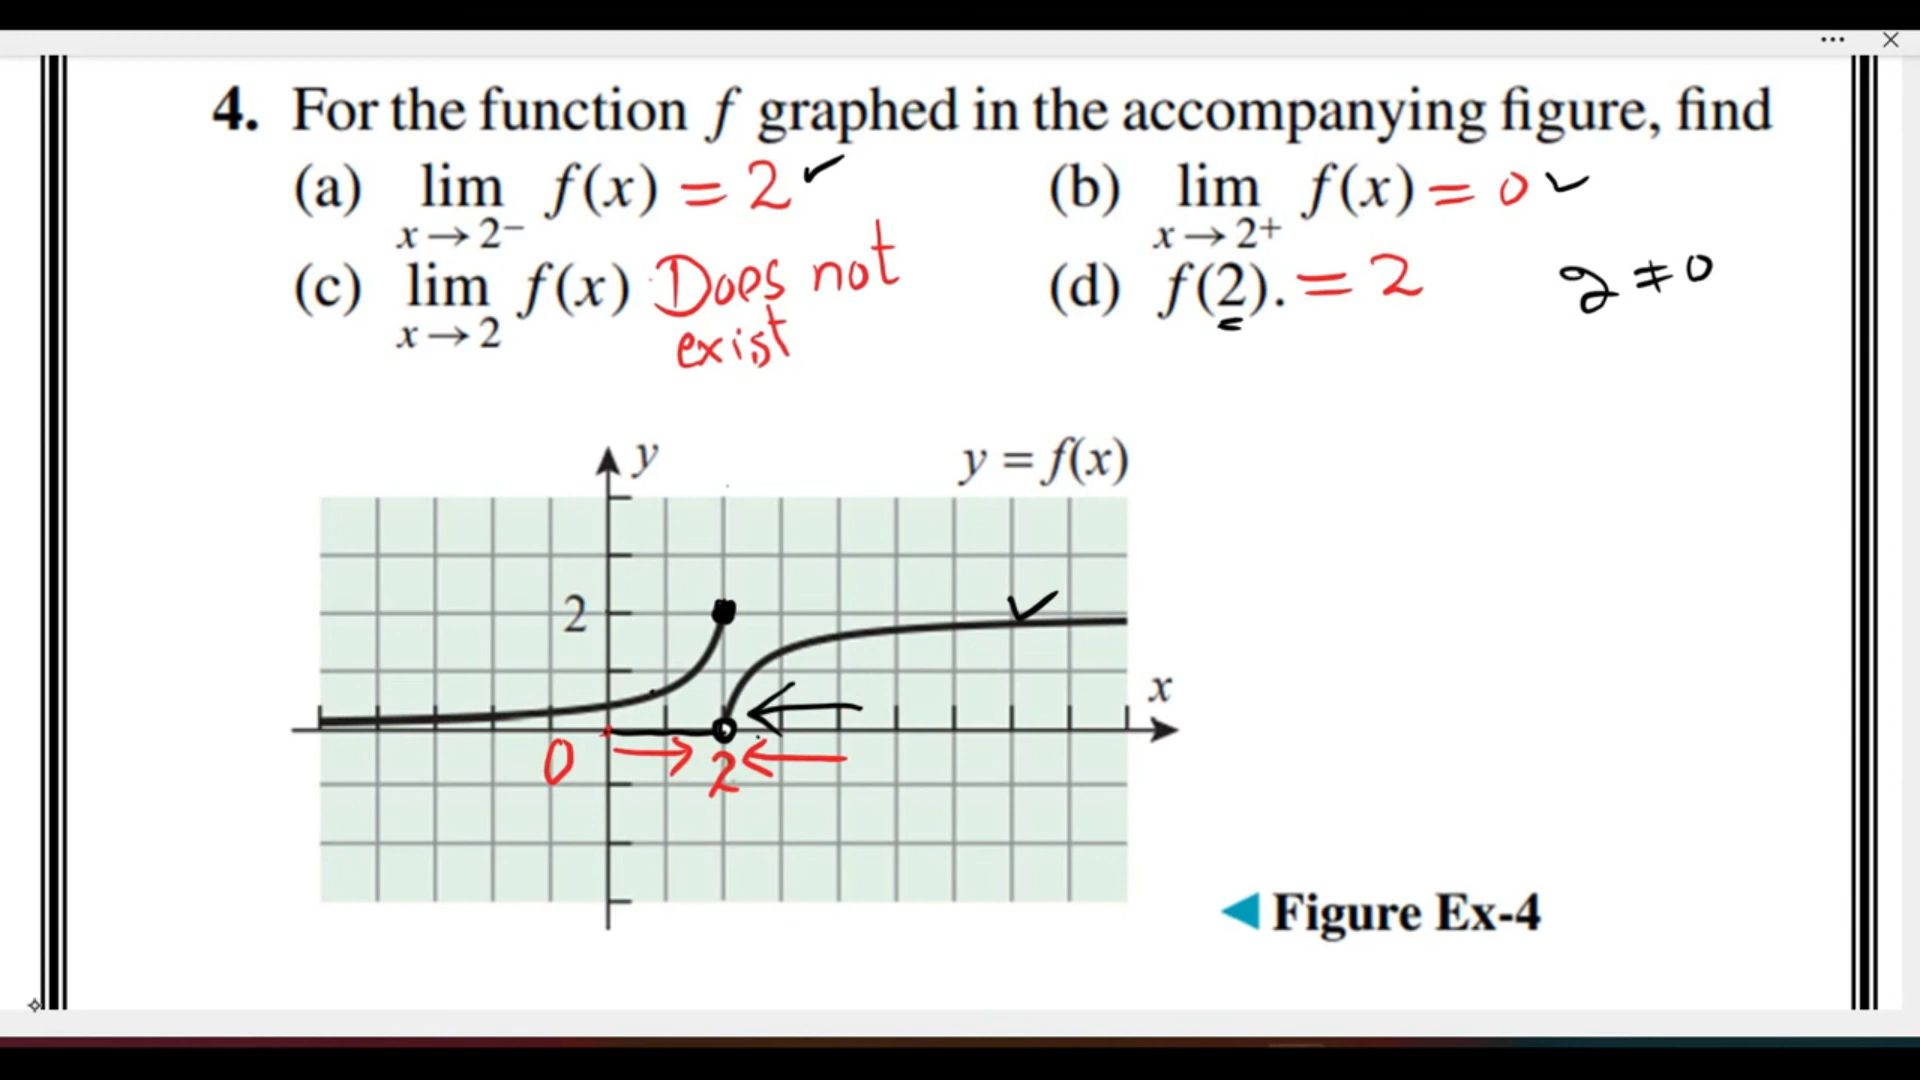 4. For the function f graphed in the accompanying figure, find
(a) lim x→2⁻ f(x) = 2 ✓ (b) lim x→2⁺ f(x) = 0 ✓
(c) lim x→2 f(x) Does not exist (d) f(2). = 2 2 ≠ 0
y y = f(x)
2
x
0 → 2 ←
◀ Figure Ex-4